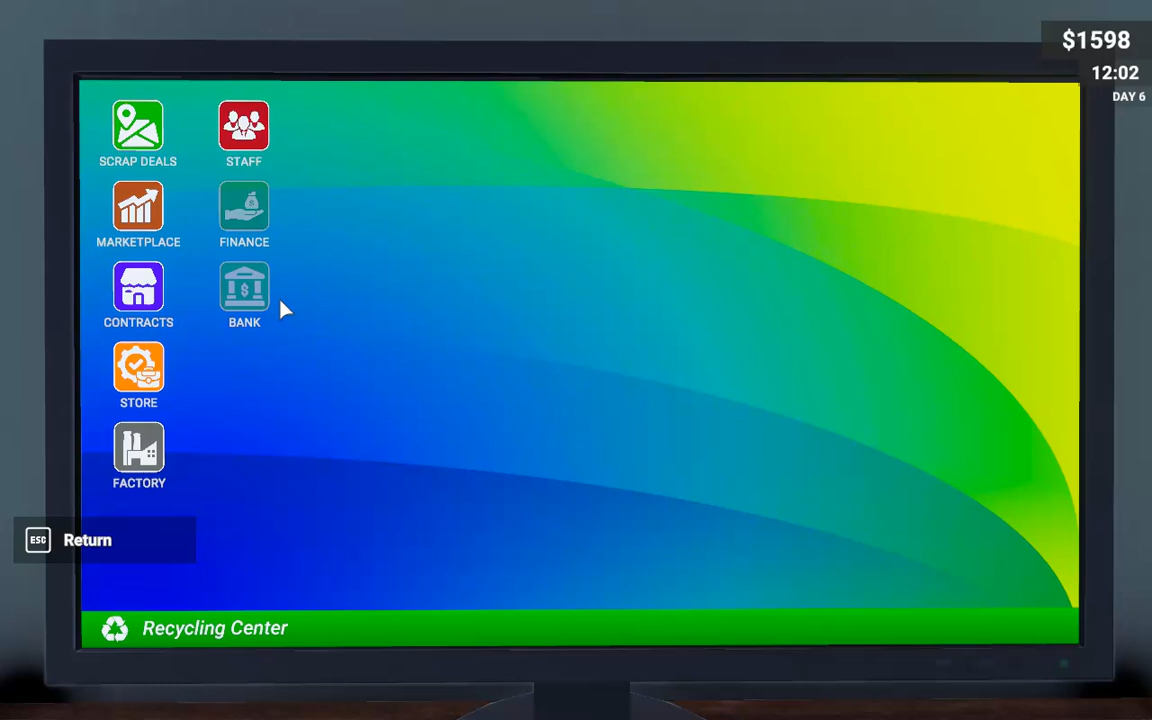 $1598
12:02
DAY 6
SCRAP DEALS
STAFF
MARKETPLACE
FINANCE
CONTRACTS
BANK
STORE
FACTORY
ESC Return
Recycling Center